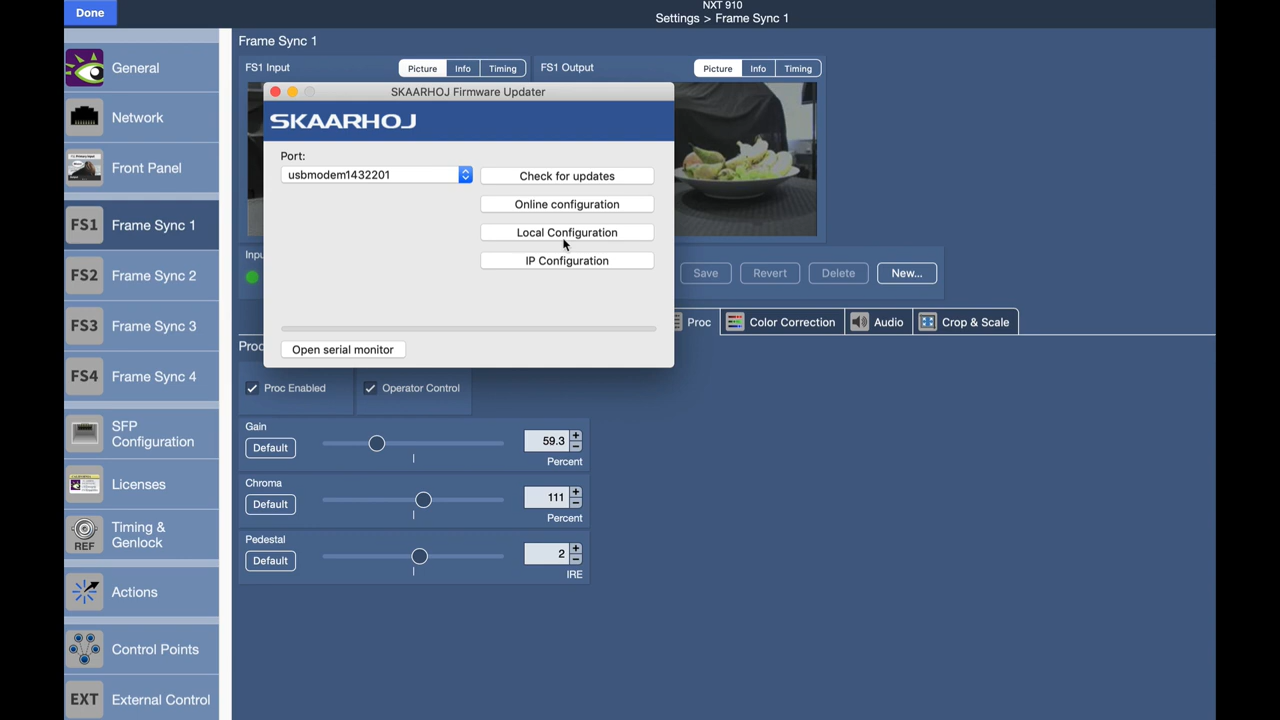 Done
NXT 910
Settings > Frame Sync 1
General
Network
Front Panel
FS1 Frame Sync 1
FS2 Frame Sync 2
FS3 Frame Sync 3
FS4 Frame Sync 4
SFP
Configuration
Licenses
REF
Timing &
Genlock
Actions
Control Points
EXT External Control
Frame Sync 1
FS1 Input
Picture Info Timing
FS1 Output
Picture Info Timing
SKAARHOJ Firmware Updater
SKAARHOJ
Port:
usbmodem1432201
Check for updates
Online configuration
Local Configuration
IP Configuration
Open serial monitor
Inpu
Save Revert Delete New...
Proc Color Correction Audio Crop & Scale
Proc
Proc Enabled Operator Control
Gain
Default 59.3 + −
Percent
Chroma
Default 111 + −
Percent
Pedestal
Default 2 + −
IRE